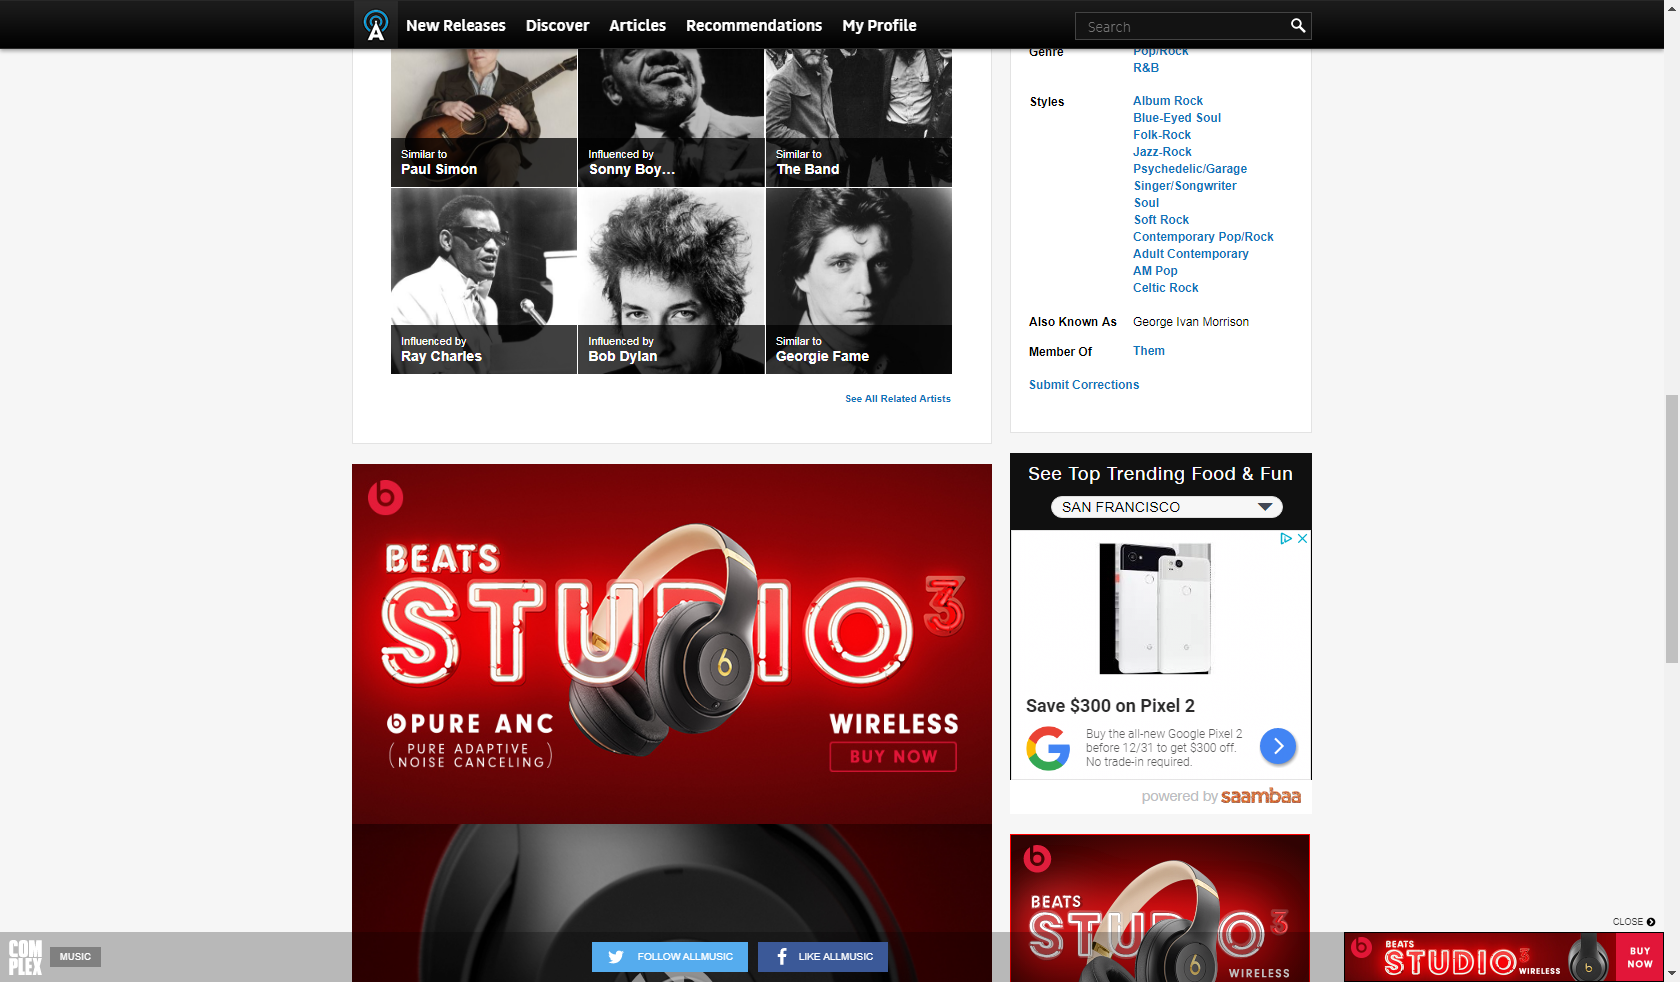 New Releases
Discover
Articles
Recommendations
My Profile
Search
Similar to
Paul Simon
Influenced by
Sonny Boy...
Similar to
The Band
Influenced by
Ray Charles
Influenced by
Bob Dylan
Similar to
Georgie Fame
See All Related Artists
Genre
Pop/Rock
R&B
Styles
Album Rock
Blue-Eyed Soul
Folk-Rock
Jazz-Rock
Psychedelic/Garage
Singer/Songwriter
Soul
Soft Rock
Contemporary Pop/Rock
Adult Contemporary
AM Pop
Celtic Rock
Also Known As
George Ivan Morrison
Member Of
Them
Submit Corrections
BEATS
STUDIO3
PURE ANC
(PURE ADAPTIVE
NOISE CANCELING)
WIRELESS
BUY NOW
See Top Trending Food & Fun
SAN FRANCISCO
Save $300 on Pixel 2
Buy the all-new Google Pixel 2
before 12/31 to get $300 off.
No trade-in required.
powered by saambaa
BEATS
STUDIO3
WIRELESS
CLOSE
COM
PLEX
MUSIC
FOLLOW ALLMUSIC
LIKE ALLMUSIC
BEATS
STUDIO3 WIRELESS
BUY
NOW